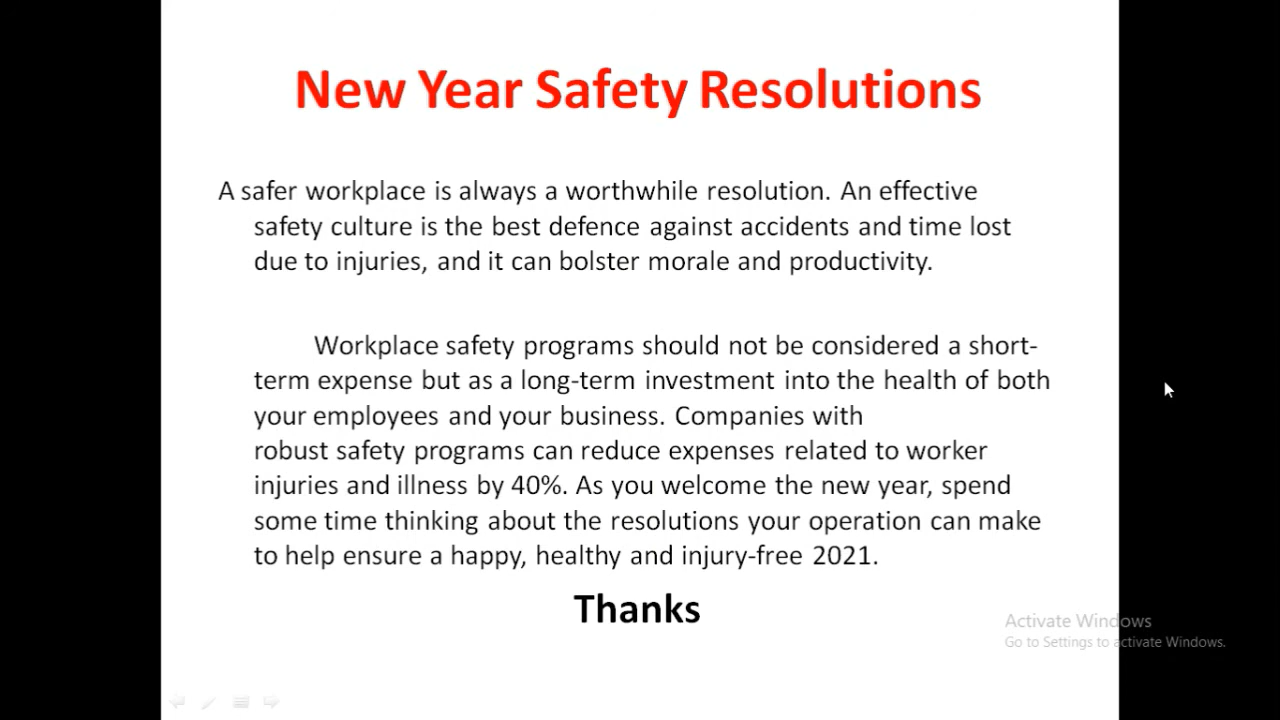 New Year Safety Resolutions
A safer workplace is always a worthwhile resolution. An effective
safety culture is the best defence against accidents and time lost
due to injuries, and it can bolster morale and productivity.
Workplace safety programs should not be considered a short-
term expense but as a long-term investment into the health of both
your employees and your business. Companies with
robust safety programs can reduce expenses related to worker
injuries and illness by 40%. As you welcome the new year, spend
some time thinking about the resolutions your operation can make
to help ensure a happy, healthy and injury-free 2021.
Thanks
Activate Windows
Go to Settings to activate Windows.